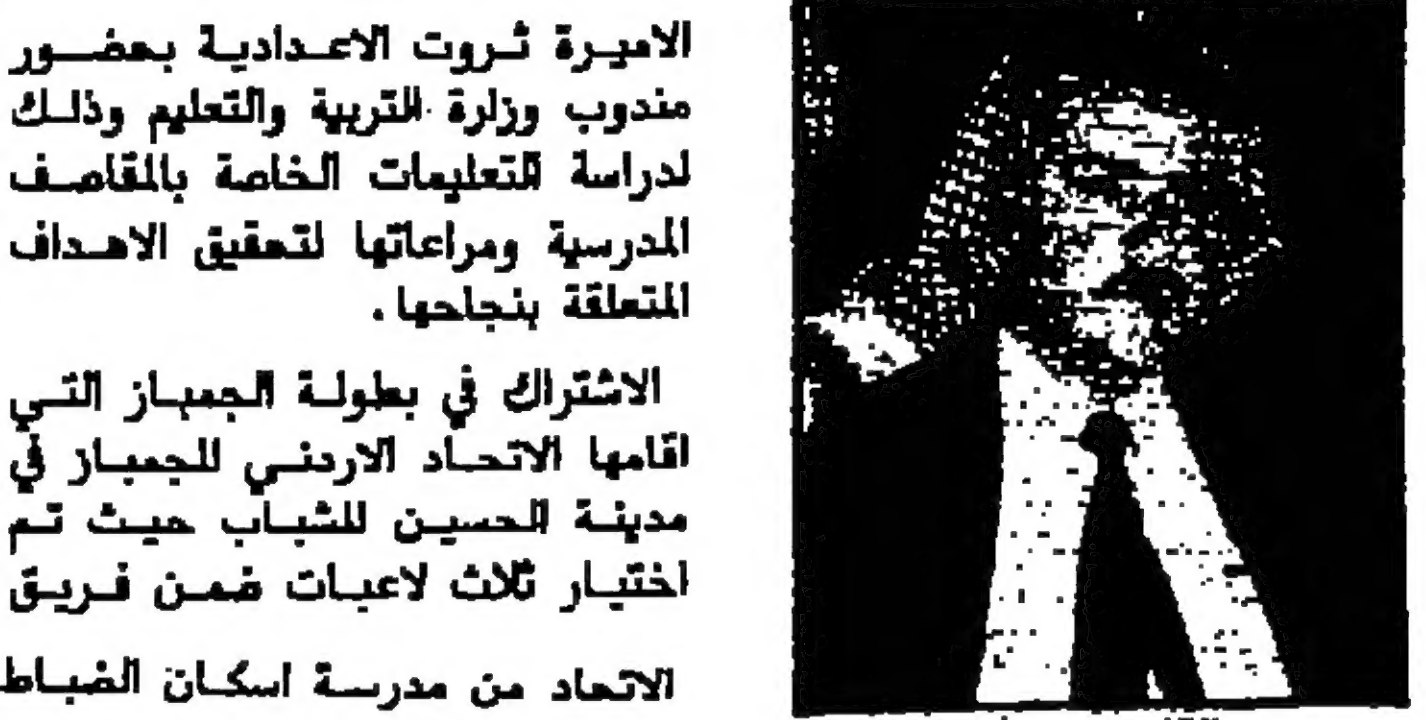 الاميرة ثروت الاعدادية بحضور
مندوب وزارة التربية والتعليم وذلك
لدراسة التعليمات الخاصة بالمقاصف
المدرسية ومراعاتها لتحقيق الاهداف
المتعلقة بنجاحها .
الاشتراك في بطولة الجمباز التي
اقامها الاتحاد الاردني للجمباز في
مدينة الحسين للشباب حيث تم
اختيار ثلاث لاعبات ضمن فريق
الاتحاد من مدرسة اسكان الضباط